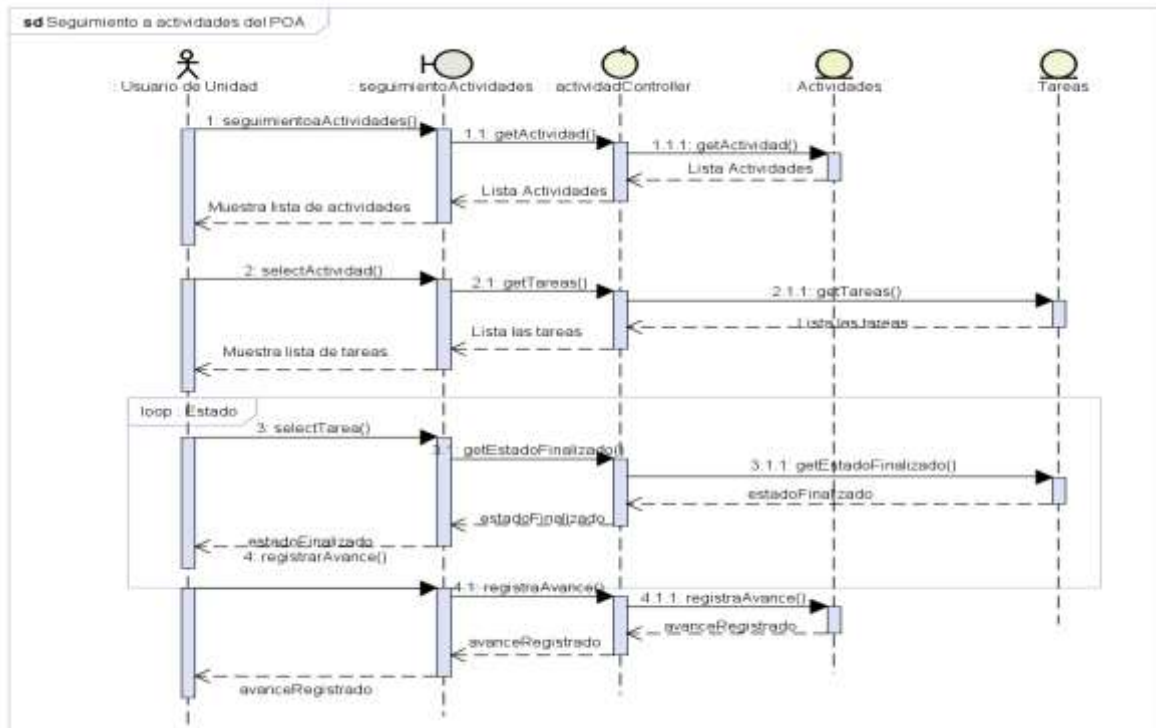 sd Seguimiento a actividades del POA
: Usuario de Unidad
: seguimientoActividades
: actividadController
: Actividades
: Tareas
1: seguimientoaActividades()
1.1: getActividad()
1.1.1: getActividad()
Lista Actividades
Lista Actividades
Muestra lista de actividades
2: selectActividad()
2.1: getTareas()
2.1.1: getTareas()
Lista las tareas
Lista las tareas
Muestra lista de tareas
loop : Estado
3: selectTarea()
3.1: getEstadoFinalizado()
3.1.1: getEstadoFinalizado()
estadoFinalizado
estadoFinalizado
estadoFinalizado
4: registrarAvance()
4.1: registraAvance()
4.1.1: registraAvance()
avanceRegistrado
avanceRegistrado
avanceRegistrado